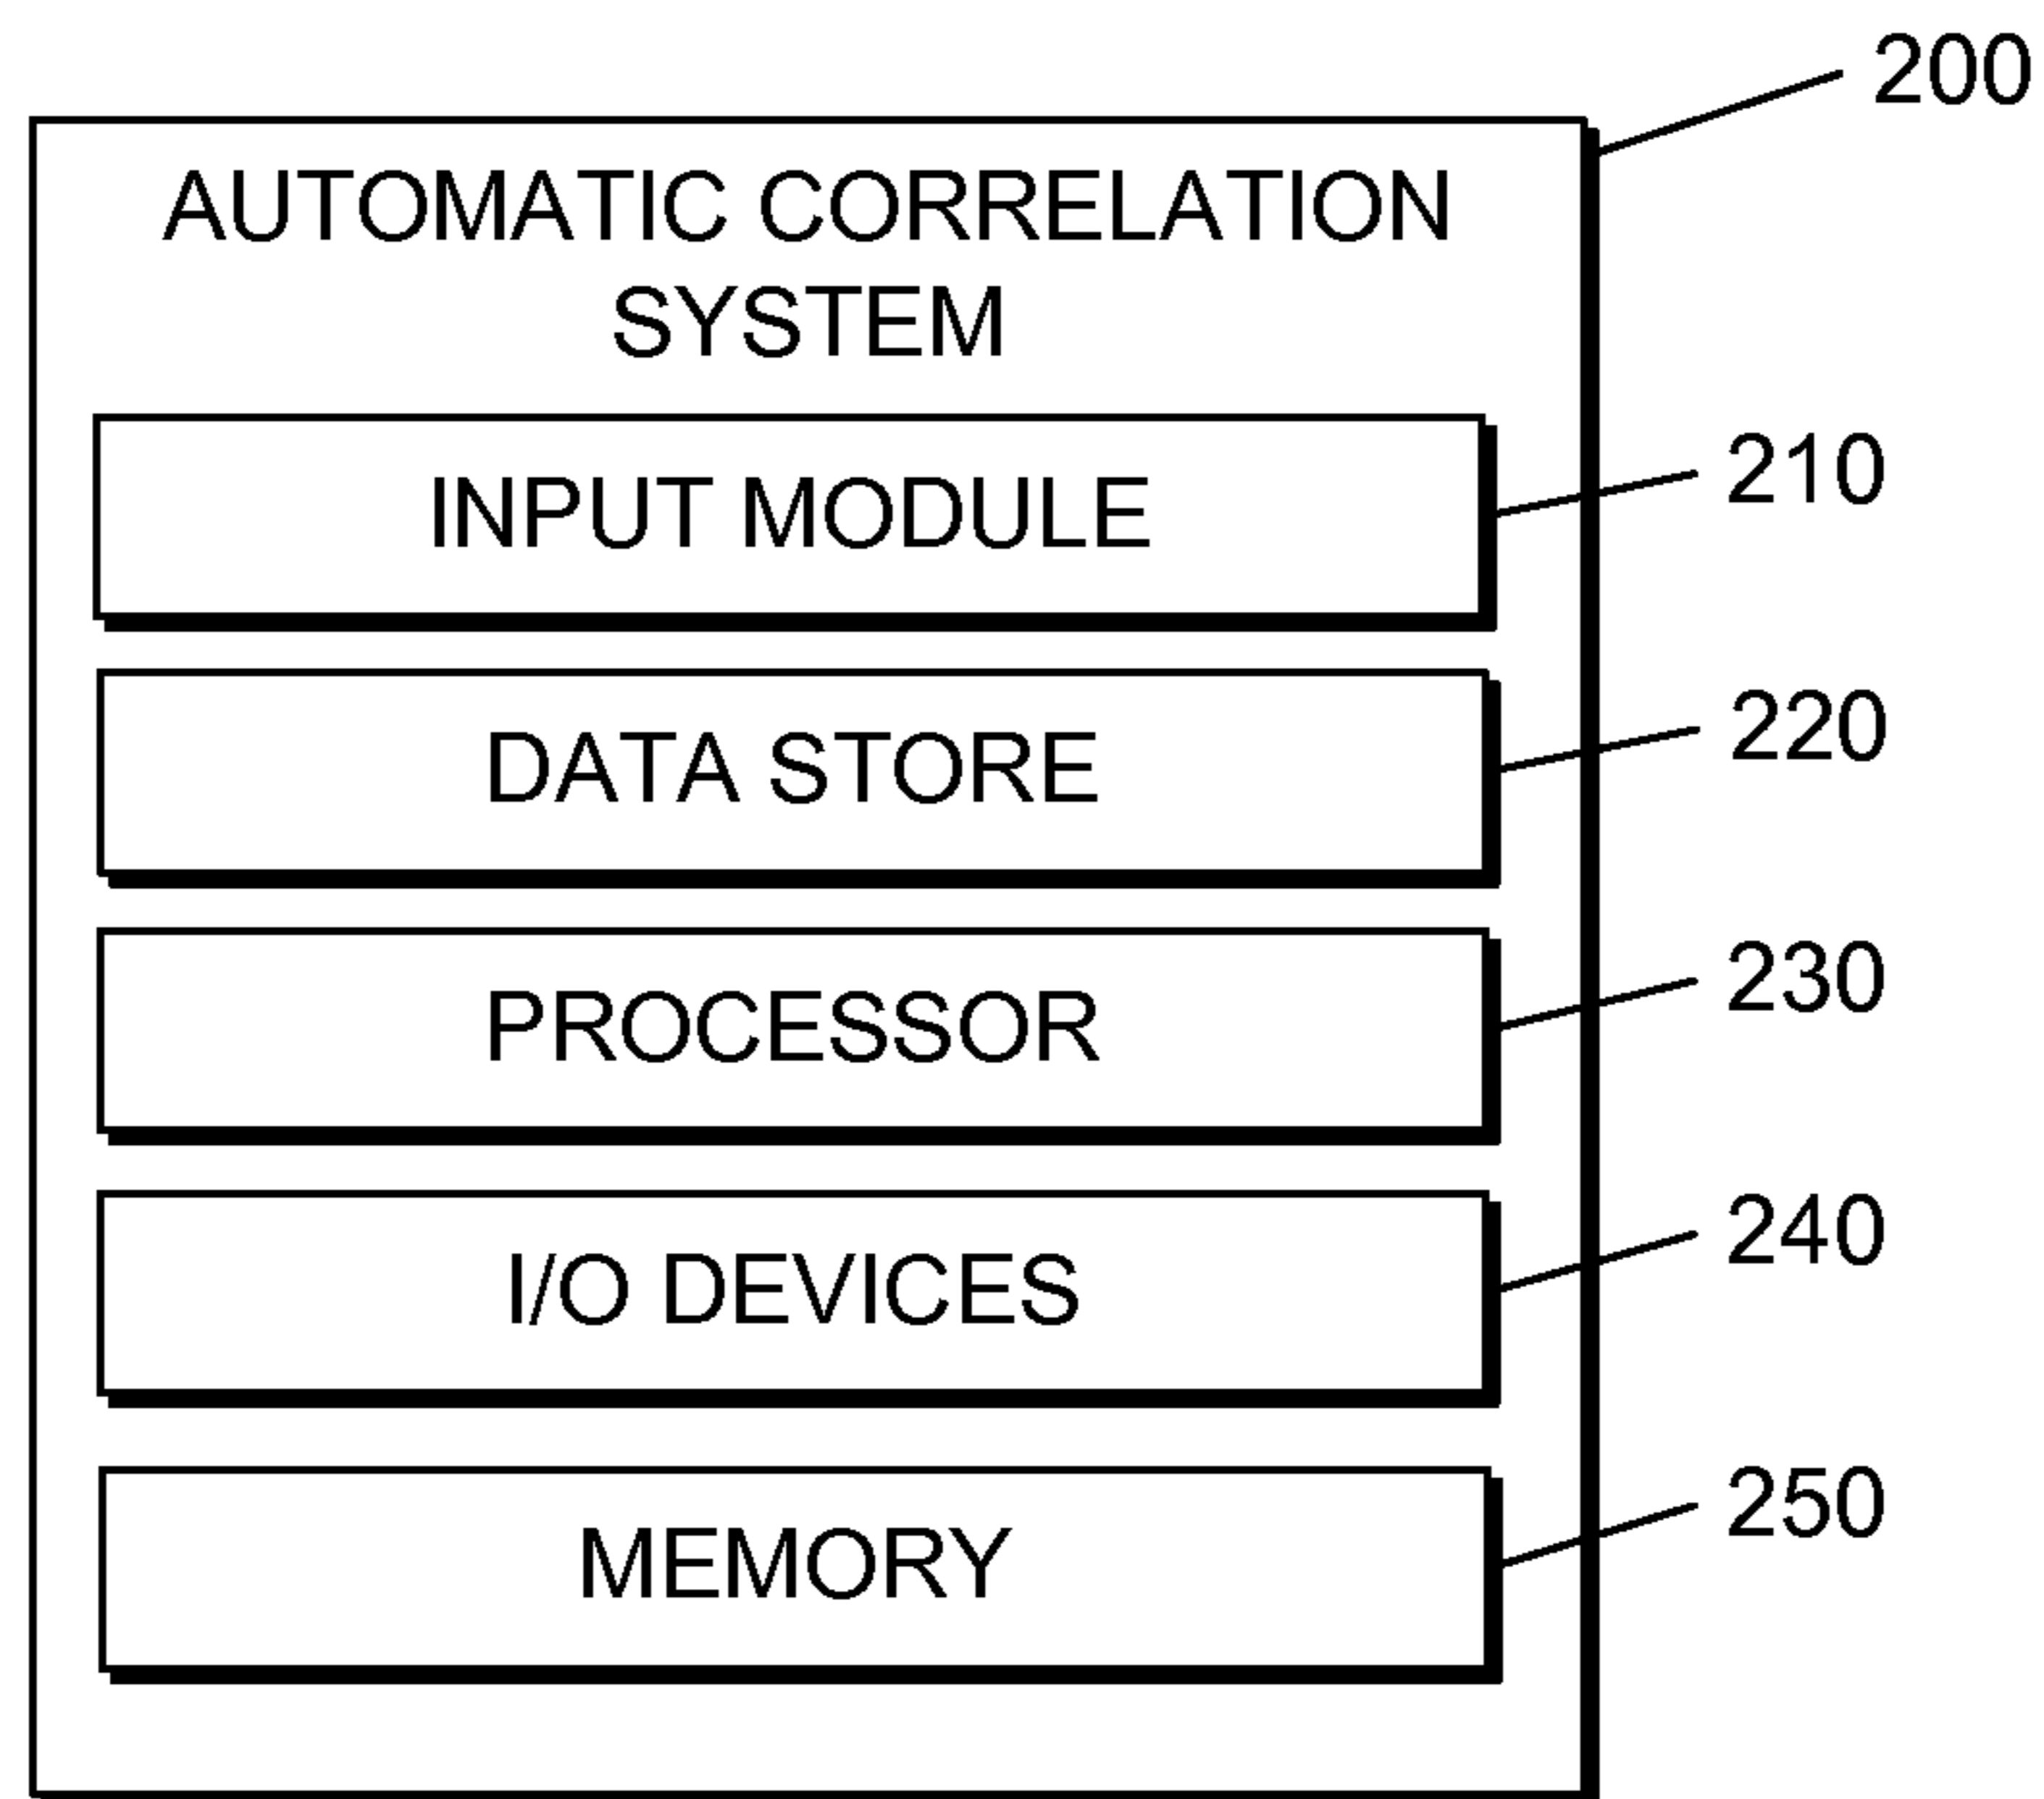 200
AUTOMATIC CORRELATION
SYSTEM
INPUT MODULE
210
DATA STORE
220
PROCESSOR
230
I/O DEVICES
240
MEMORY
250